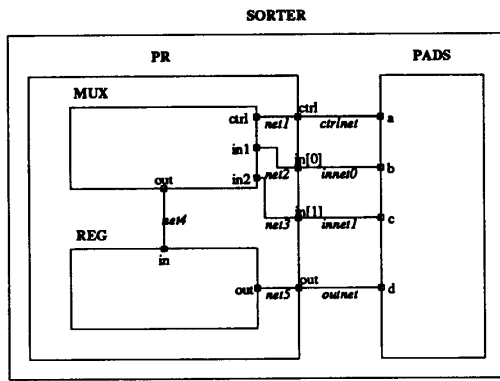 SORTER
PR PADS
MUX
ctrl net1 ctrl ctrlnet a
in1 net2 in[0] innet0 b
in2 net3 in[1] innet1 c
out
net4
REG
in
out net5 out outnet d